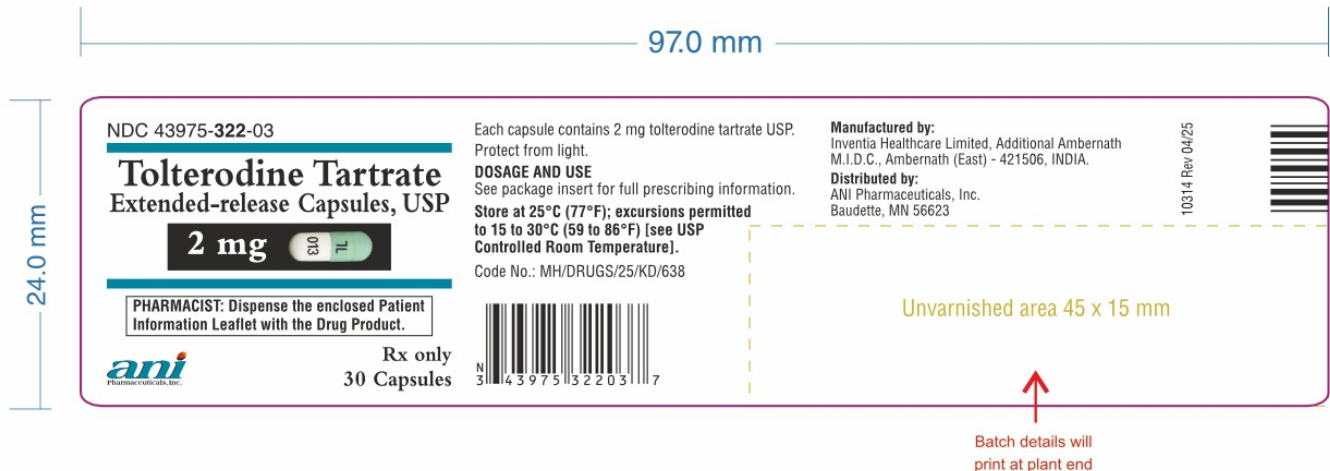 97.0 mm
24.0 mm
NDC 43975-322-03
Tolterodine Tartrate
Extended-release Capsules, USP
2 mg
013
TL
PHARMACIST: Dispense the enclosed Patient
Information Leaflet with the Drug Product.
ani
Pharmaceuticals, Inc.
Rx only
30 Capsules
Each capsule contains 2 mg tolterodine tartrate USP.
Protect from light.
DOSAGE AND USE
See package insert for full prescribing information.
Store at 25°C (77°F); excursions permitted
to 15 to 30°C (59 to 86°F) [see USP
Controlled Room Temperature].
Code No.: MH/DRUGS/25/KD/638
N
3 43975 32203 7
Manufactured by:
Inventia Healthcare Limited, Additional Ambernath
M.I.D.C., Ambernath (East) - 421506, INDIA.
Distributed by:
ANI Pharmaceuticals, Inc.
Baudette, MN 56623
10314 Rev 04/25
Unvarnished area 45 x 15 mm
Batch details will
print at plant end